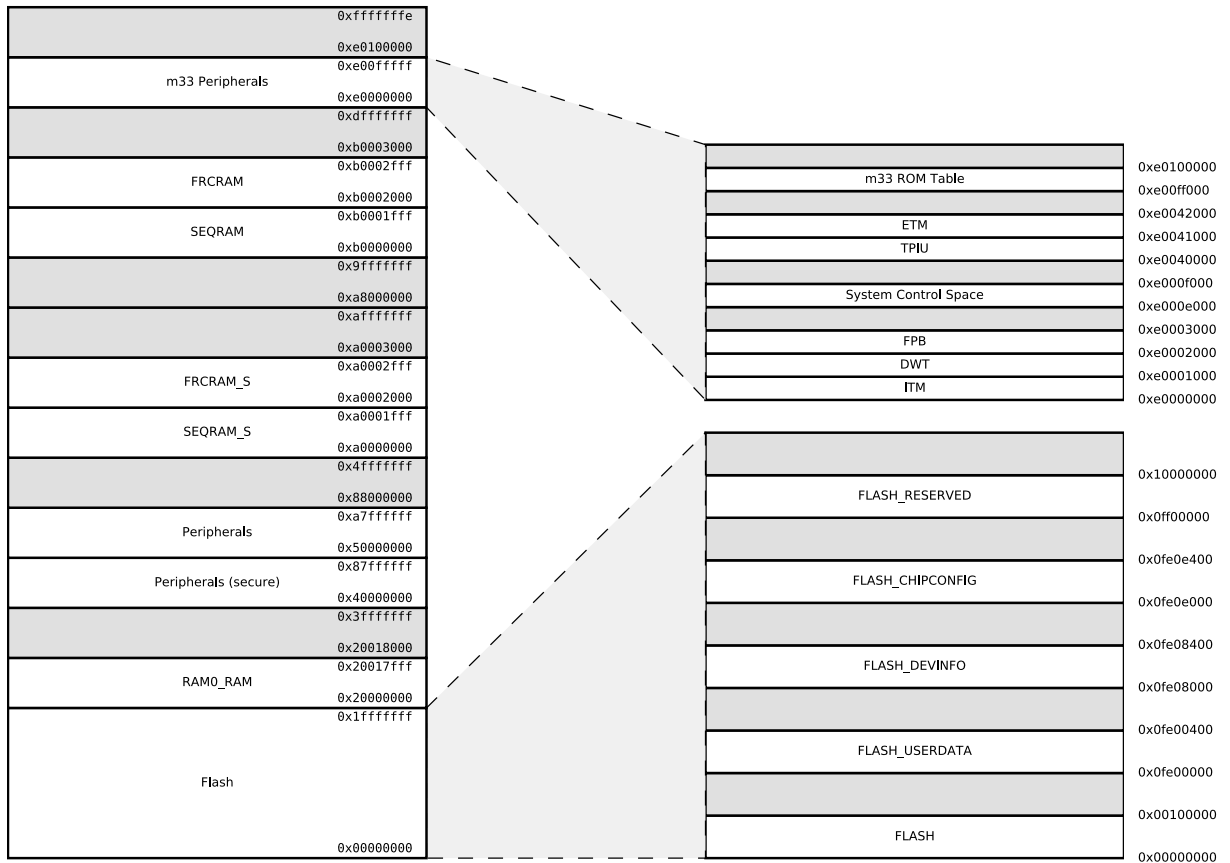 0xfffffffe
0xe0100000
0xe00fffff
m33 Peripherals
0xe0000000
0xdfffffff
0xb0003000
0xb0002fff
FRCRAM
0xb0002000
0xb0001fff
SEQRAM
0xb0000000
0x9fffffff
0xa8000000
0xafffffff
0xa0003000
0xa0002fff
FRCRAM_S
0xa0002000
0xa0001fff
SEQRAM_S
0xa0000000
0x4fffffff
0x88000000
0xa7ffffff
Peripherals
0x50000000
0x87ffffff
Peripherals (secure)
0x40000000
0x3fffffff
0x20018000
0x20017fff
RAM0_RAM
0x20000000
0x1fffffff
Flash
0x00000000
0xe0100000
m33 ROM Table
0xe00ff000
0xe0042000
ETM
0xe0041000
TPIU
0xe0040000
0xe000f000
System Control Space
0xe000e000
0xe0003000
FPB
0xe0002000
DWT
0xe0001000
ITM
0xe0000000
0x10000000
FLASH_RESERVED
0x0ff00000
0x0fe0e400
FLASH_CHIPCONFIG
0x0fe0e000
0x0fe08400
FLASH_DEVINFO
0x0fe08000
0x0fe00400
FLASH_USERDATA
0x0fe00000
0x00100000
FLASH
0x00000000